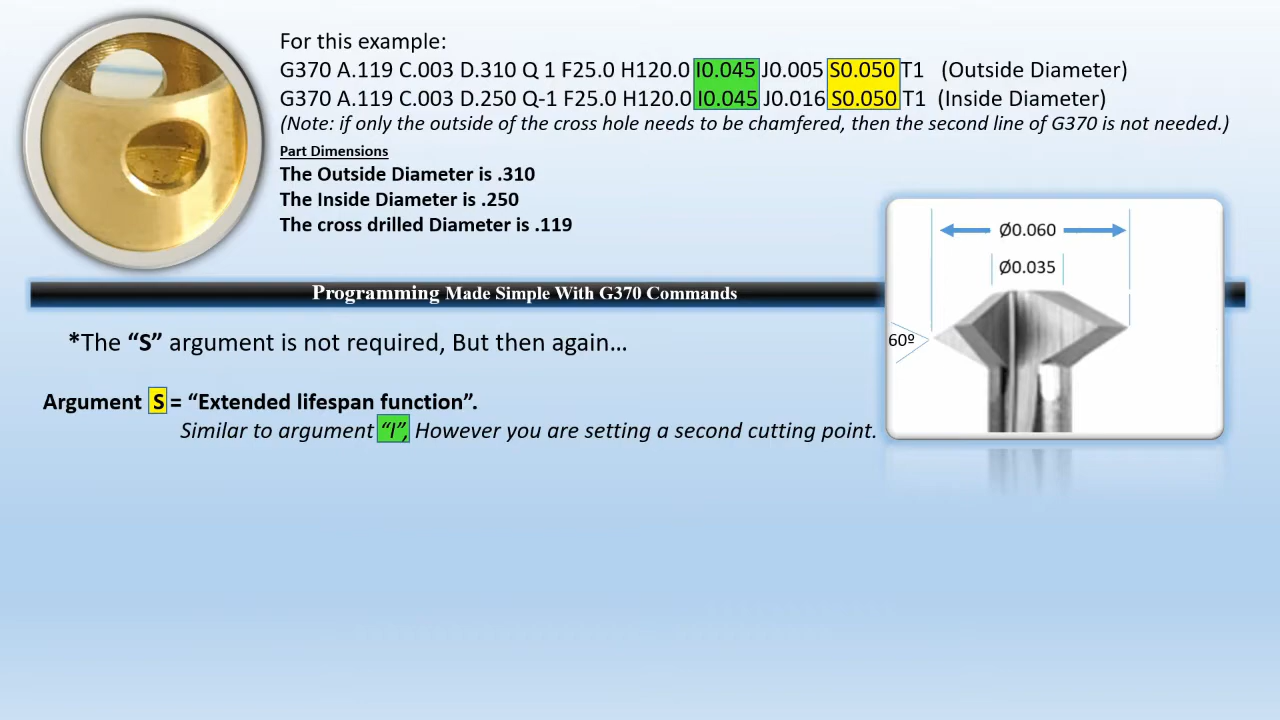 For this example:
G370 A.119 C.003 D.310 Q 1 F25.0 H120.0 I0.045 J0.005 S0.050 T1 (Outside Diameter)
G370 A.119 C.003 D.250 Q-1 F25.0 H120.0 I0.045 J0.016 S0.050 T1 (Inside Diameter)
(Note: if only the outside of the cross hole needs to be chamfered, then the second line of G370 is not needed.)
Part Dimensions
The Outside Diameter is .310
The Inside Diameter is .250
The cross drilled Diameter is .119
Ø0.060
Ø0.035
60º
Programming Made Simple With G370 Commands
*The “S” argument is not required, But then again…
Argument S = “Extended lifespan function”.
Similar to argument “I”, However you are setting a second cutting point.